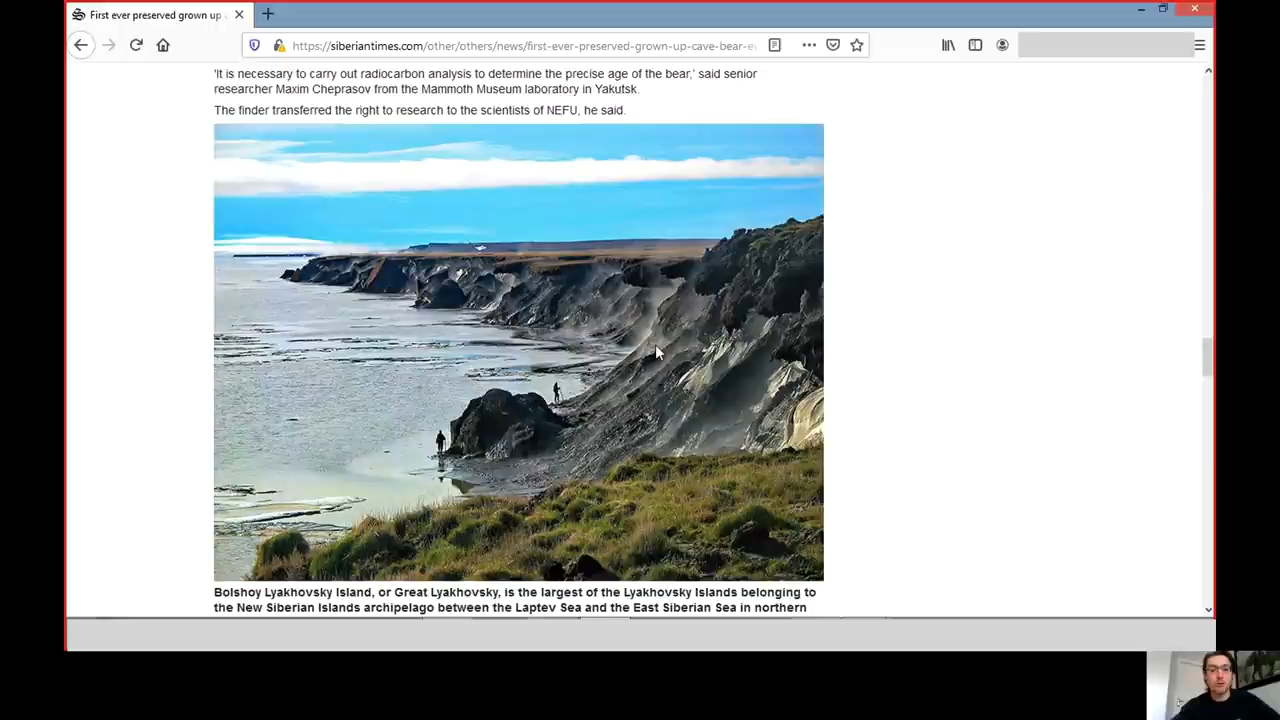 First ever preserved grown up
https://siberiantimes.com/other/others/news/first-ever-preserved-grown-up-cave-bear-e
'It is necessary to carry out radiocarbon analysis to determine the precise age of the bear,' said senior
researcher Maxim Cheprasov from the Mammoth Museum laboratory in Yakutsk.
The finder transferred the right to research to the scientists of NEFU, he said.
Bolshoy Lyakhovsky Island, or Great Lyakhovsky, is the largest of the Lyakhovsky Islands belonging to
the New Siberian Islands archipelago between the Laptev Sea and the East Siberian Sea in northern